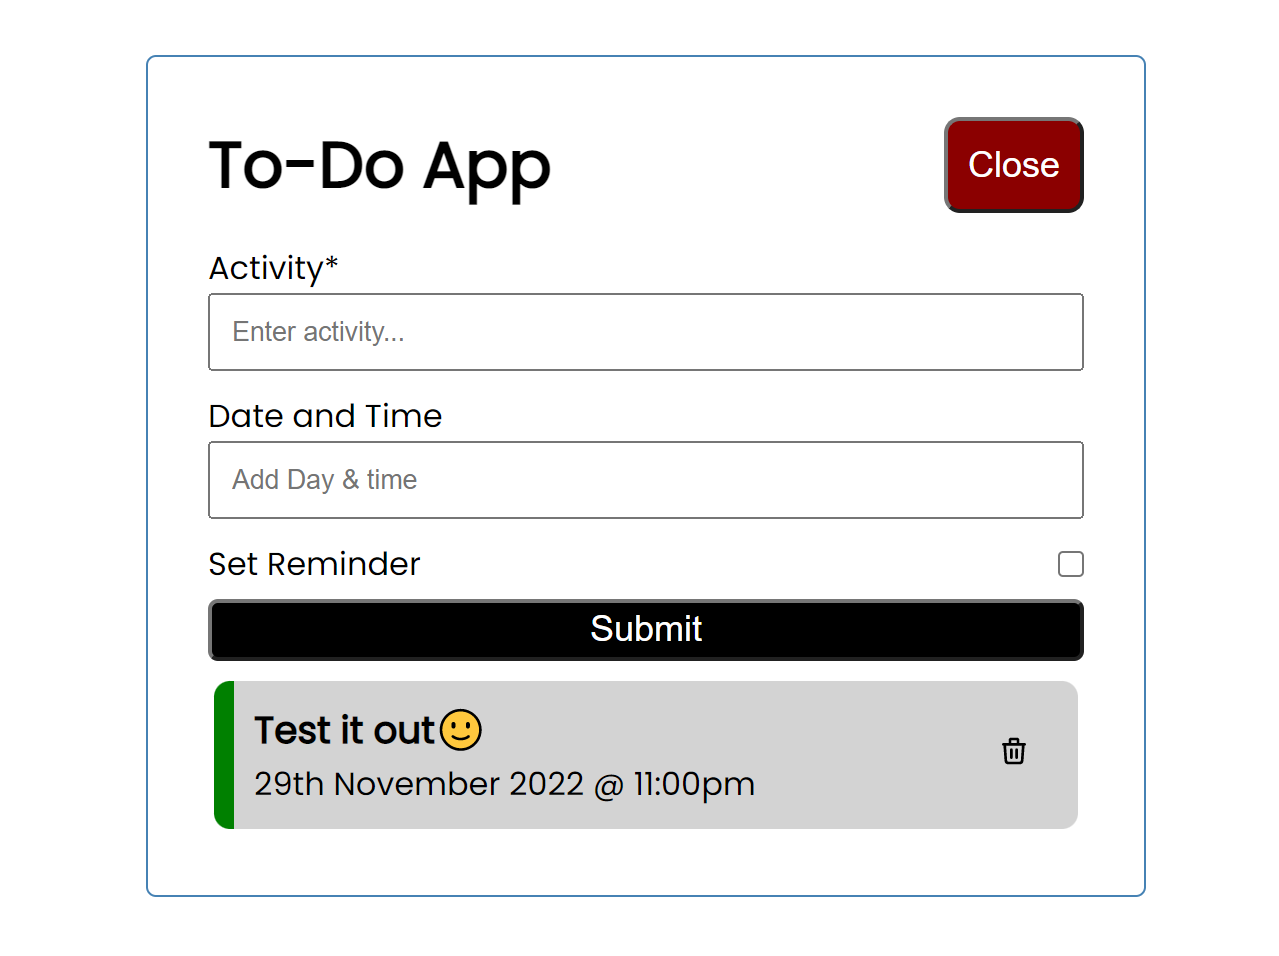 To-Do App
Close
Activity*
Enter activity...
Date and Time
Add Day & time
Set Reminder
Submit
Test it out🙂
29th November 2022 @ 11:00pm